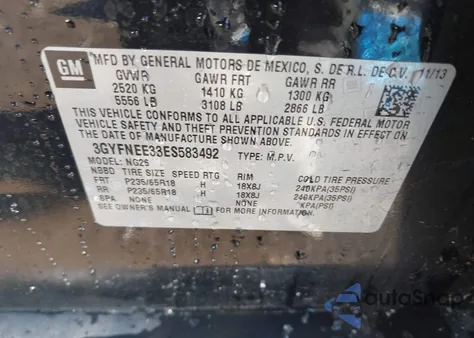 GM
MFD BY GENERAL MOTORS DE MEXICO, S. DE R.L. DE C.V. 11/13
GVWR GAWR FRT GAWR RR
2520 KG 1410 KG 1300 KG
5556 LB 3108 LB 2866 LB
THIS VEHICLE CONFORMS TO ALL APPLICABLE U.S. FEDERAL MOTOR
VEHICLE SAFETY, BUMPER, AND THEFT PREVENTION STANDARDS IN EFFECT ON
THE DATE OF MANUFACTURE SHOWN ABOVE.
3GYFNEE33ES583492 TYPE: M.P.V.
MODEL: NG26
TIRE SIZE SPEED RTG RIM COLD TIRE PRESSURE
FRT P235/65R18 H 18X8J 240KPA(35PSI)
RR P235/65R18 H 18X8J 240KPA(35PSI)
SPA NONE KPA(PSI)
SEE OWNER'S MANUAL FOR ADDITIONAL INFORMATION.
AutoSnap